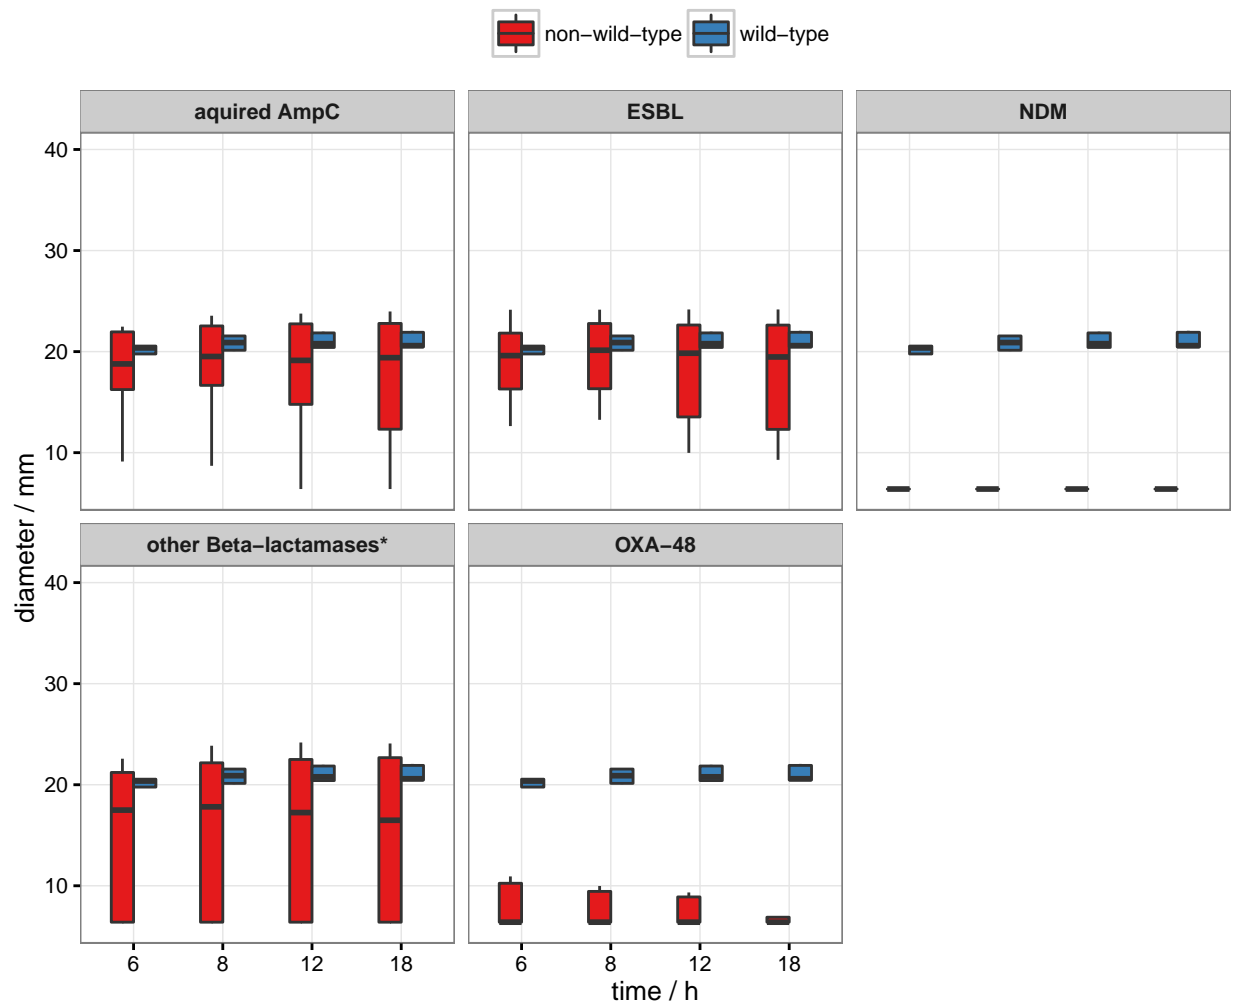 non−wild−type wild−type
aquired AmpC ESBL NDM
40
30
20
10
other Beta−lactamases* OXA−48
40
30
20
10
6 8 12 18 6 8 12 18
time / h
diameter / mm